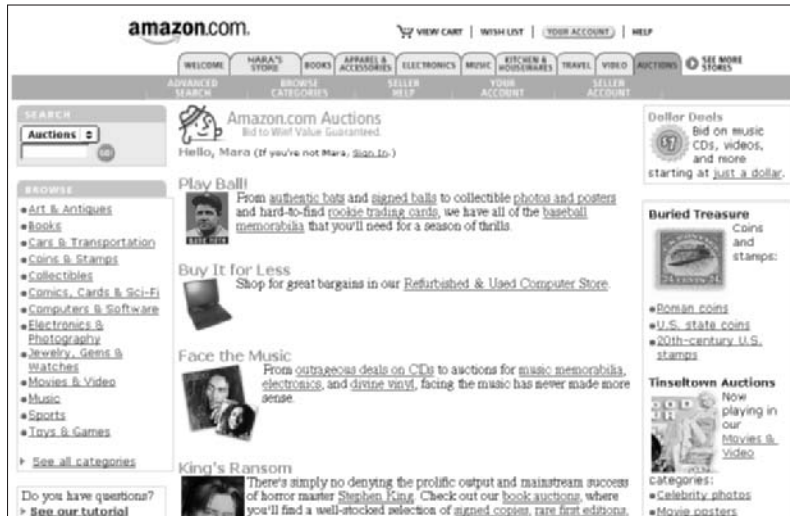 amazon.com.
VIEW CART | WISH LIST | YOUR ACCOUNT | HELP
WELCOME
MARA'S STORE
BOOKS
APPAREL & ACCESSORIES
ELECTRONICS
MUSIC
KITCHEN & HOUSEWARES
TRAVEL
VIDEO
AUCTIONS
SEE MORE STORES
ADVANCED SEARCH
BROWSE CATEGORIES
SELLER HELP
YOUR ACCOUNT
SELLER ACCOUNT
SEARCH
Auctions
GO!
BROWSE
Art & Antiques
Books
Cars & Transportation
Coins & Stamps
Collectibles
Comics, Cards & Sci-Fi
Computers & Software
Electronics &
Photography
Jewelry, Gems &
Watches
Movies & Video
Music
Sports
Toys & Games
See all categories
Do you have questions?
See our tutorial
Amazon.com Auctions
Bid to Win! Value Guaranteed.
Hello, Mara (If you're not Mara, Sign In.)
Play Ball!
From authentic bats and signed balls to collectible photos and posters
and hard-to-find rookie trading cards, we have all of the baseball
memorabilia that you'll need for a season of thrills.
BABE RUTH
Buy It for Less
Shop for great bargains in our Refurbished & Used Computer Store.
Face the Music
From outrageous deals on CDs to auctions for music memorabilia,
electronics, and divine vinyl, facing the music has never made more
sense.
King's Ransom
There's simply no denying the prolific output and mainstream success
of horror master Stephen King. Check out our book auctions, where
you'll find a well-stocked selection of signed copies, rare first editions,
Dollar Deals
$1
Bid on music
CDs, videos,
and more
starting at just a dollar.
Buried Treasure
Coins
and
stamps:
Roman coins
U.S. state coins
20th-century U.S.
stamps
Tinseltown Auctions
Now
playing in
our
Movies &
Video
categories:
Celebrity photos
Movie posters